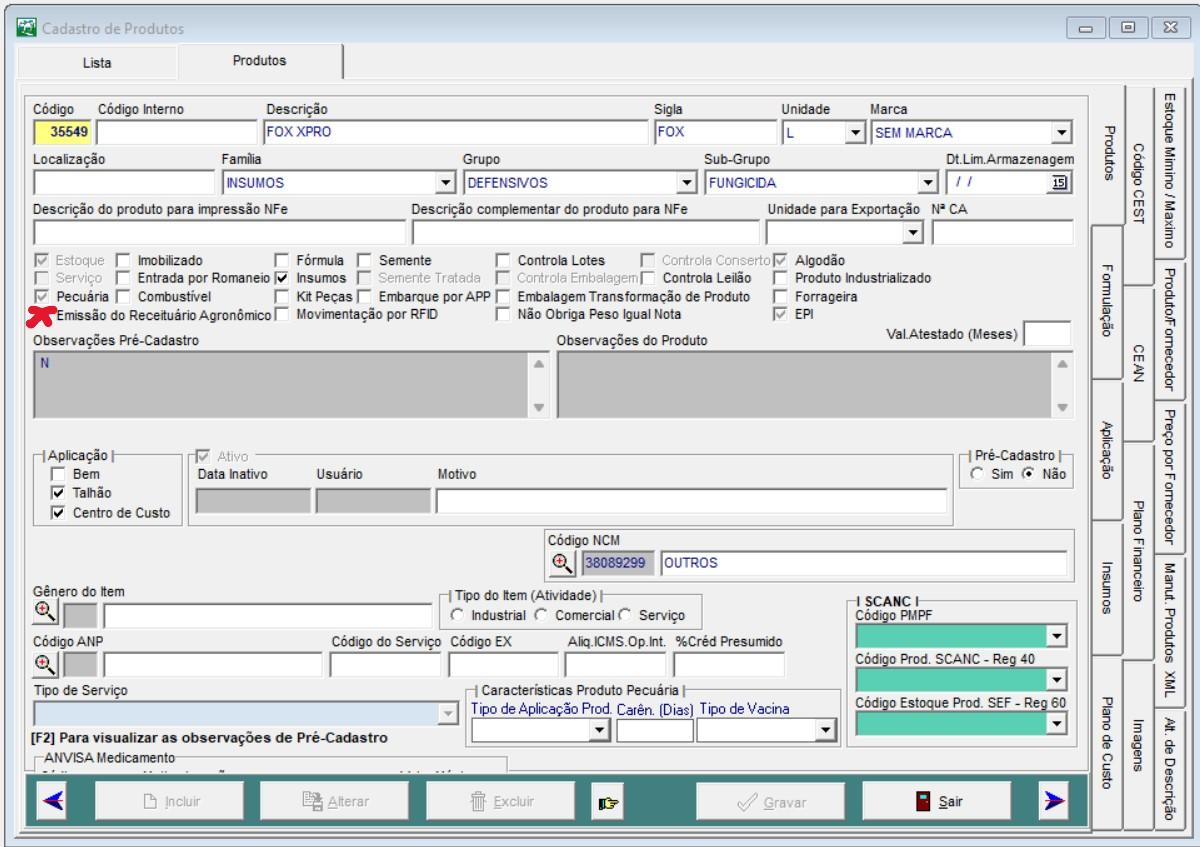 Cadastro de Produtos
Lista Produtos
Código Código Interno Descrição Sigla Unidade Marca
35549 FOX XPRO FOX L SEM MARCA
Localização Família Grupo Sub-Grupo Dt.Lim.Armazenagem
INSUMOS DEFENSIVOS FUNGICIDA / / 15
Descrição do produto para impressão NFe Descrição complementar do produto para NFe Unidade para Exportação Nª CA
Estoque Imobilizado Fórmula Semente Controla Lotes Controla Conserto Algodão
Serviço Entrada por Romaneio Insumos Semente Tratada Controla Embalagem Controla Leilão Produto Industrializado
Pecuária Combustível Kit Peças Embarque por APP Embalagem Transformação de Produto Forrageira
Emissão do Receituário Agronômico Movimentação por RFID Não Obriga Peso Igual Nota EPI
Observações Pré-Cadastro Observações do Produto Val.Atestado (Meses)
N
Aplicação Ativo Pré-Cadastro
Bem Data Inativo Usuário Motivo Sim Não
Talhão
Centro de Custo
Código NCM
38089299 OUTROS
Gênero do Item Tipo do Item (Atividade)
Industrial Comercial Serviço
Código ANP Código do Serviço Código EX Aliq.ICMS.Op.Int. %Créd Presumido
Tipo de Serviço
Características Produto Pecuária
Tipo de Aplicação Prod. Carên. (Dias) Tipo de Vacina
SCANC
Código PMPF
Código Prod. SCANC - Reg 40
Código Estoque Prod. SEF - Reg 60
[F2] Para visualizar as observações de Pré-Cadastro
ANVISA Medicamento
Incluir Alterar Excluir Gravar Sair
Produtos
Formulação
Aplicação
Insumos
Plano de Custo
Código CEST
CEAN
Plano Financeiro
Imagens
Estoque Mimino / Maximo
Produto/Fornecedor
Preço por Fornecedor
Manut. Produtos XML
Alt. de Descrição